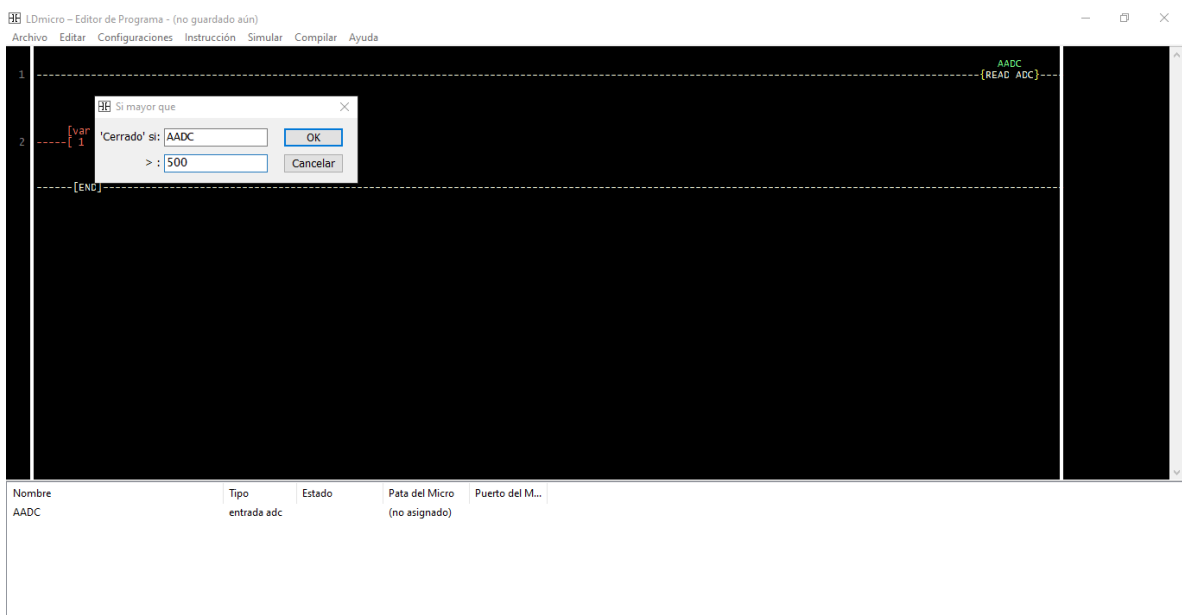 LDmicro – Editor de Programa - (no guardado aún)
Archivo Editar Configuraciones Instrucción Simular Compilar Ayuda
AADC
1 {READ ADC}
Si mayor que
[var
'Cerrado' si: AADC OK
2 [ 1
> : 500 Cancelar
[END]
Nombre Tipo Estado Pata del Micro Puerto del M...
AADC entrada adc (no asignado)